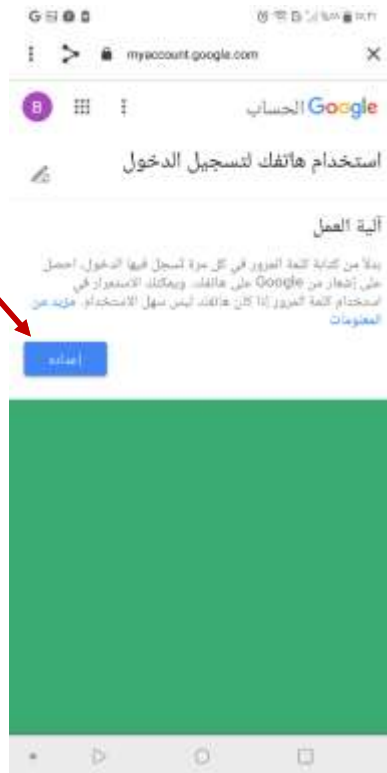 myaccount.google.com
الحساب Google
B
استخدام هاتفك لتسجيل الدخول
آلية العمل
بدلاً من كتابة كلمة المرور في كل مرة تسجل فيها الدخول، احصل
على إشعار من Google على هاتفك. ويمكنك الاستمرار في
استخدام كلمة المرور إذا كان هاتفك ليس سهل الاستخدام. مزيد من
المعلومات
إعداد